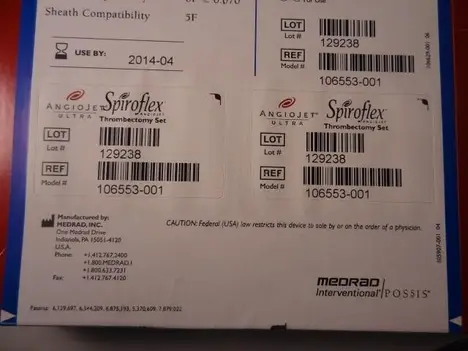 Sheath Compatibility 5F
USE BY: 2014-04
For Use
LOT
Lot # 129238
REF
Model # 106553-001
ANGIOJET ULTRA Spiroflex
Thrombectomy Set
LOT
Lot # 129238
REF
Model # 106553-001
ANGIOJET ULTRA Spiroflex
Thrombectomy Set
LOT
Lot # 129238
REF
Model # 106553-001
Manufactured by:
MEDRAD, INC.
One Medrad Drive
Indianola, PA 15051-4120
U.S.A.
Phone: +1.412.767.2400
+1.800.MEDRAD.1
+1.800.633.7231
Fax: +1.412.767.4120
CAUTION: Federal (USA) law restricts this device to sale by or on the order of a physician.
MEDRAD
Interventional / POSSIS